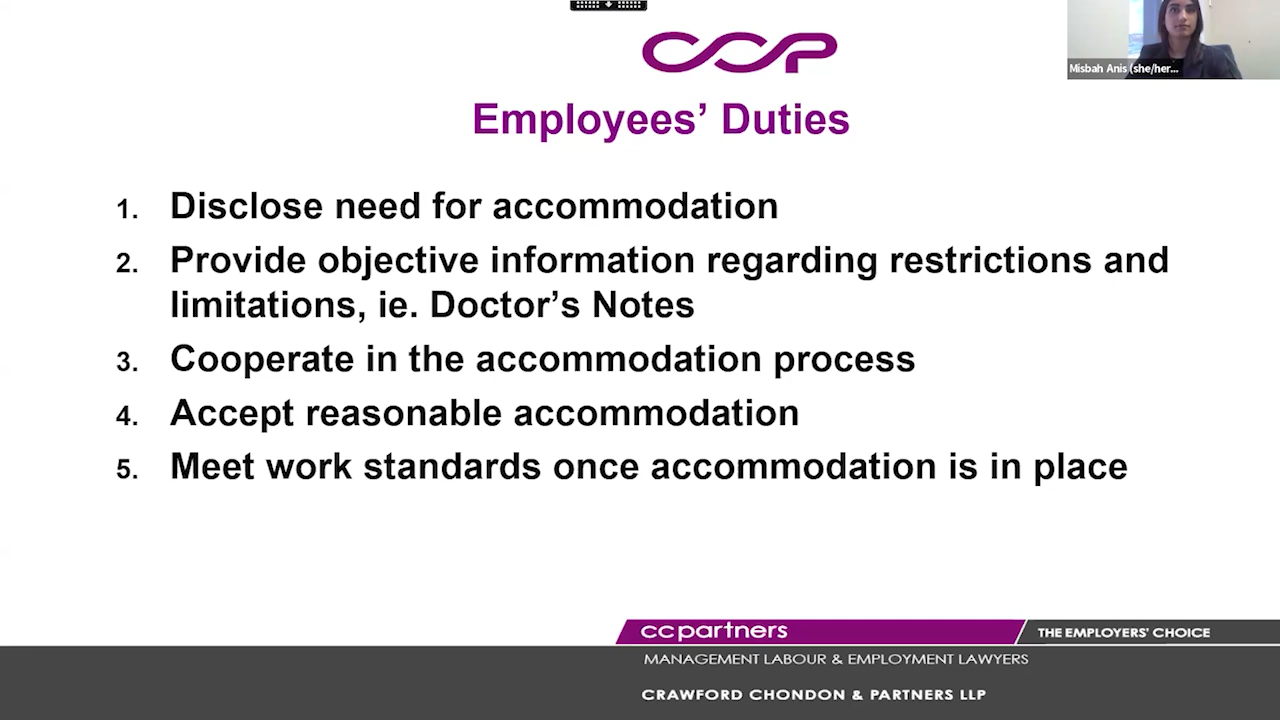 CCP
Misbah Anis (she/her...
Employees’ Duties
1. Disclose need for accommodation
2. Provide objective information regarding restrictions and
limitations, ie. Doctor’s Notes
3. Cooperate in the accommodation process
4. Accept reasonable accommodation
5. Meet work standards once accommodation is in place
ccpartners
THE EMPLOYERS' CHOICE
MANAGEMENT LABOUR & EMPLOYMENT LAWYERS
CRAWFORD CHONDON & PARTNERS LLP